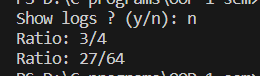 Show logs ? (y/n): n
Ratio: 3/4
Ratio: 27/64